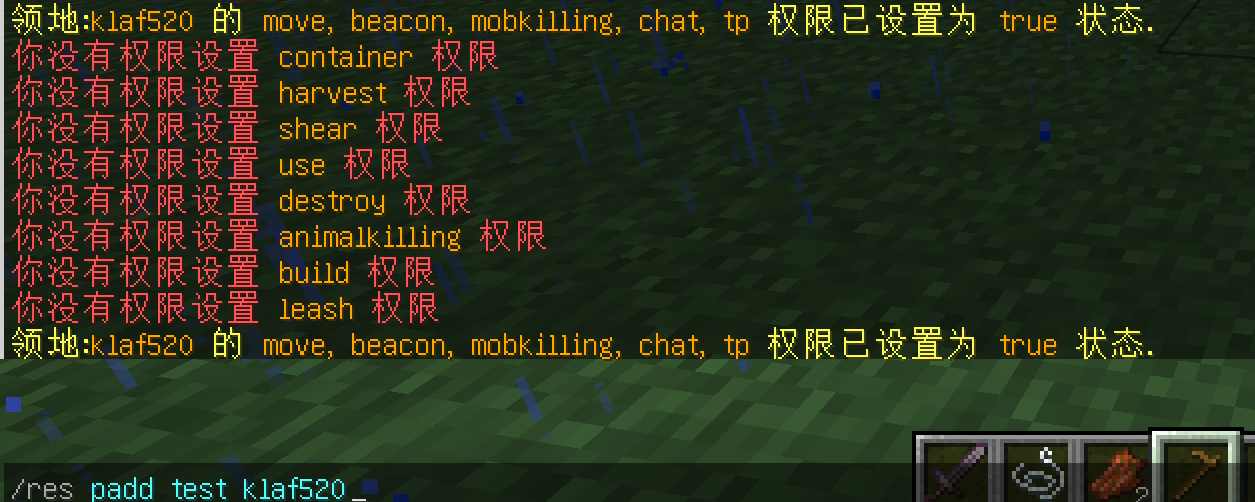 领地:klaf520 的 move, beacon, mobkilling, chat, tp 权限已设置为 true 状态.
你没有权限设置 container 权限
你没有权限设置 harvest 权限
你没有权限设置 shear 权限
你没有权限设置 use 权限
你没有权限设置 destroy 权限
你没有权限设置 animalkilling 权限
你没有权限设置 build 权限
你没有权限设置 leash 权限
领地:klaf520 的 move, beacon, mobkilling, chat, tp 权限已设置为 true 状态.
/res padd test klaf520_
2